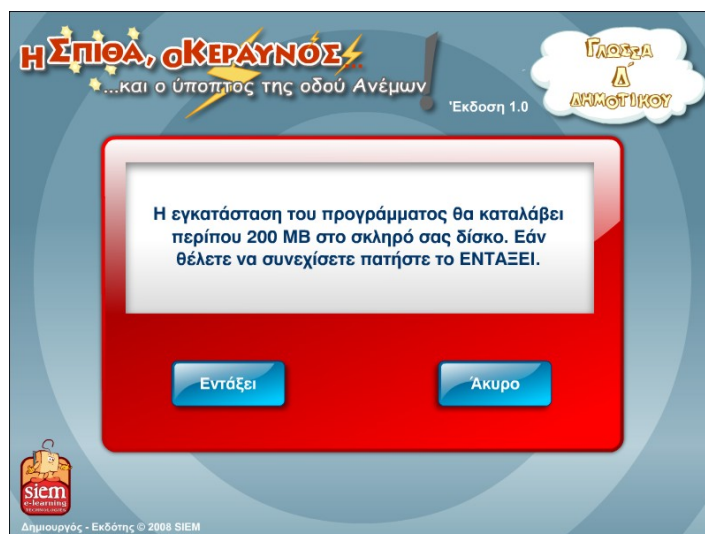 Η ΣΠΙΘΑ, Ο ΚΕΡΑΥΝΟΣ...
...και ο ύποπτος της οδού Ανέμων!
Έκδοση 1.0
ΓΛΩΣΣΑ
Δ΄
ΔΗΜΟΤΙΚΟΥ
Η εγκατάσταση του προγράμματος θα καταλάβει
περίπου 200 MB στο σκληρό σας δίσκο. Εάν
θέλετε να συνεχίσετε πατήστε το ΕΝΤΑΞΕΙ.
Εντάξει
Άκυρο
siem
e-learning
TECHNOLOGIES
Δημιουργός - Εκδότης © 2008 SIEM